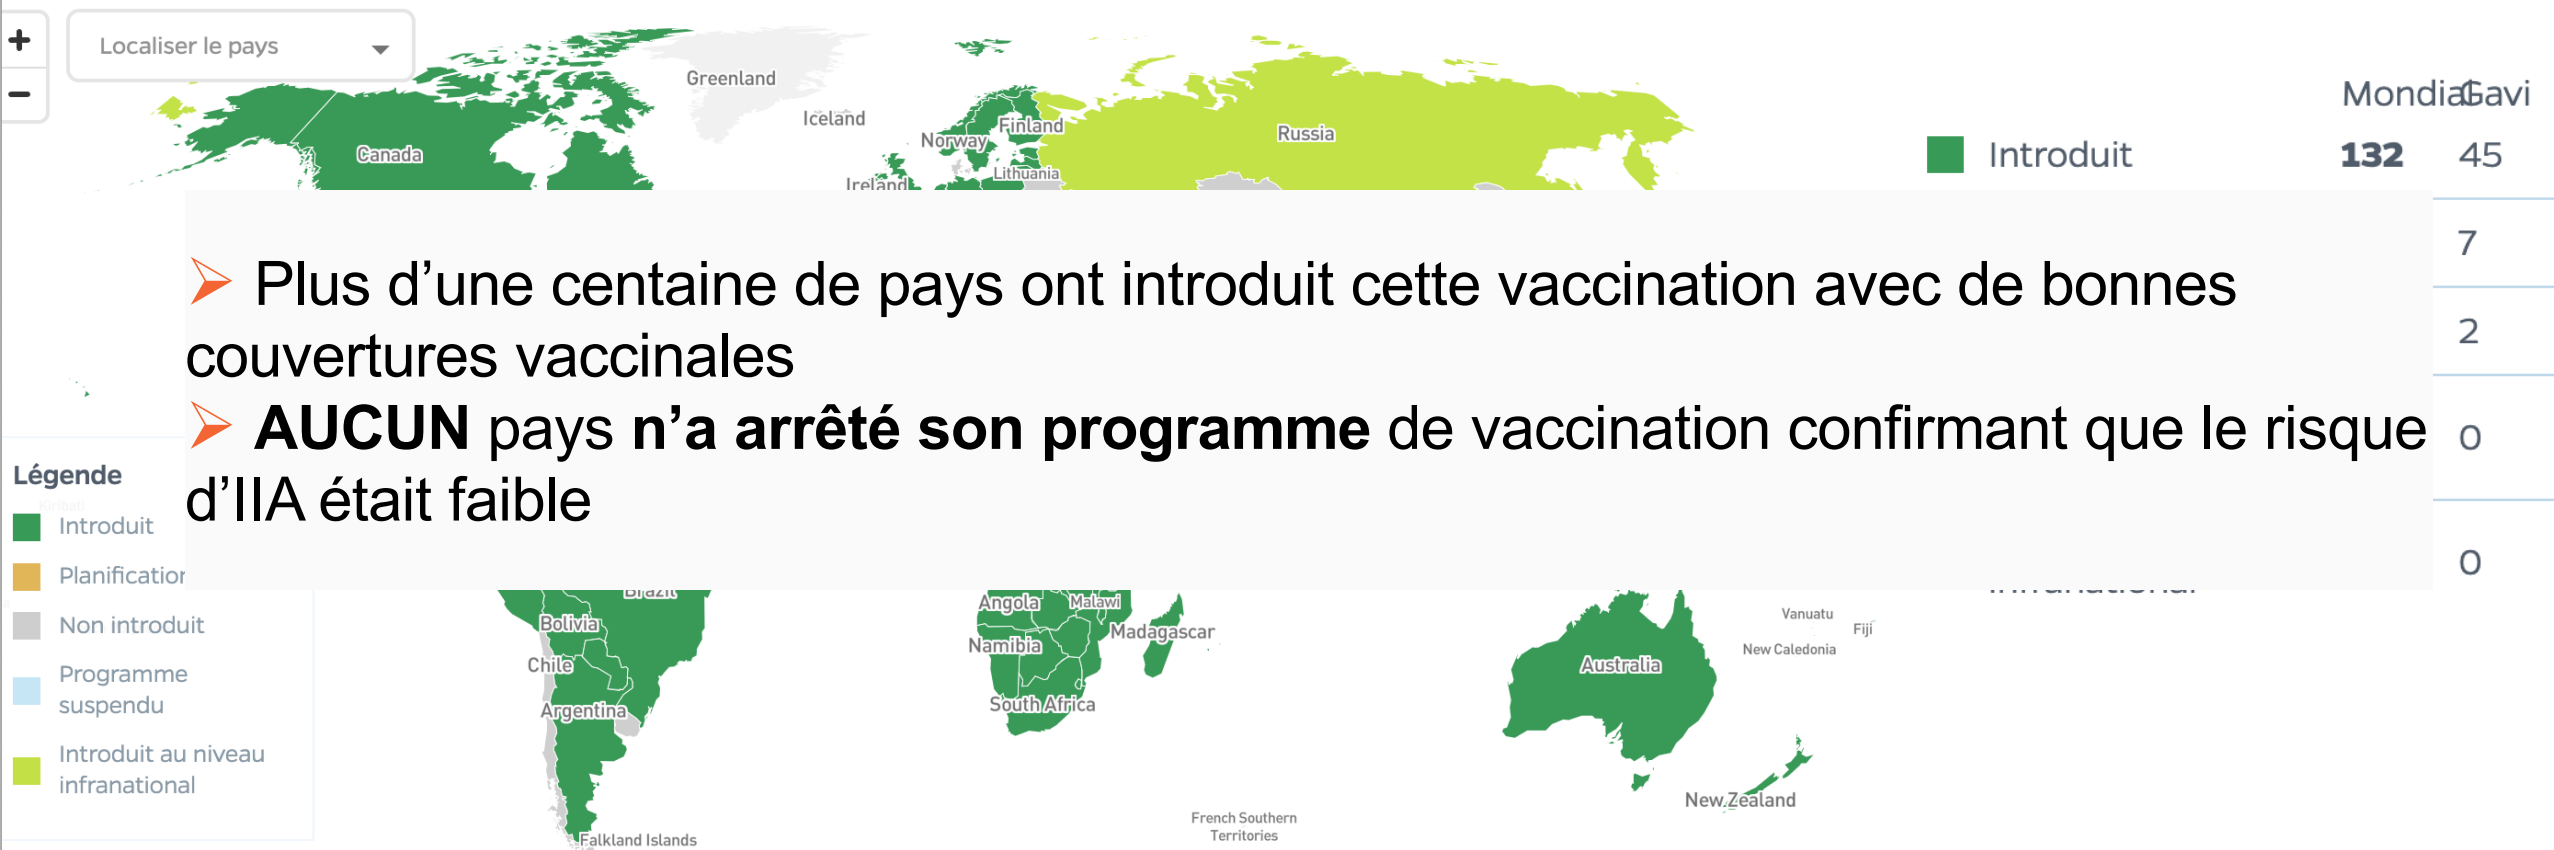 +
Localiser le pays
−
Greenland
Iceland
Norway
Finland
Russia
Canada
Lithuania
Ireland
Gavi
Introduit 132 45
7
2
0
0
➢ Plus d’une centaine de pays ont introduit cette vaccination avec de bonnes
couvertures vaccinales
➢ AUCUN pays n’a arrêté son programme de vaccination confirmant que le risque
d’IIA était faible
Légende
Kiribati
Introduit
Planification
Non introduit
Programme
suspendu
Introduit au niveau
infranational
Brazil
Bolivia
Chile
Argentina
Falkland Islands
Angola
Malawi
Namibia
Madagascar
South Africa
French Southern
Territories
Australia
Vanuatu
Fiji
New Caledonia
New Zealand